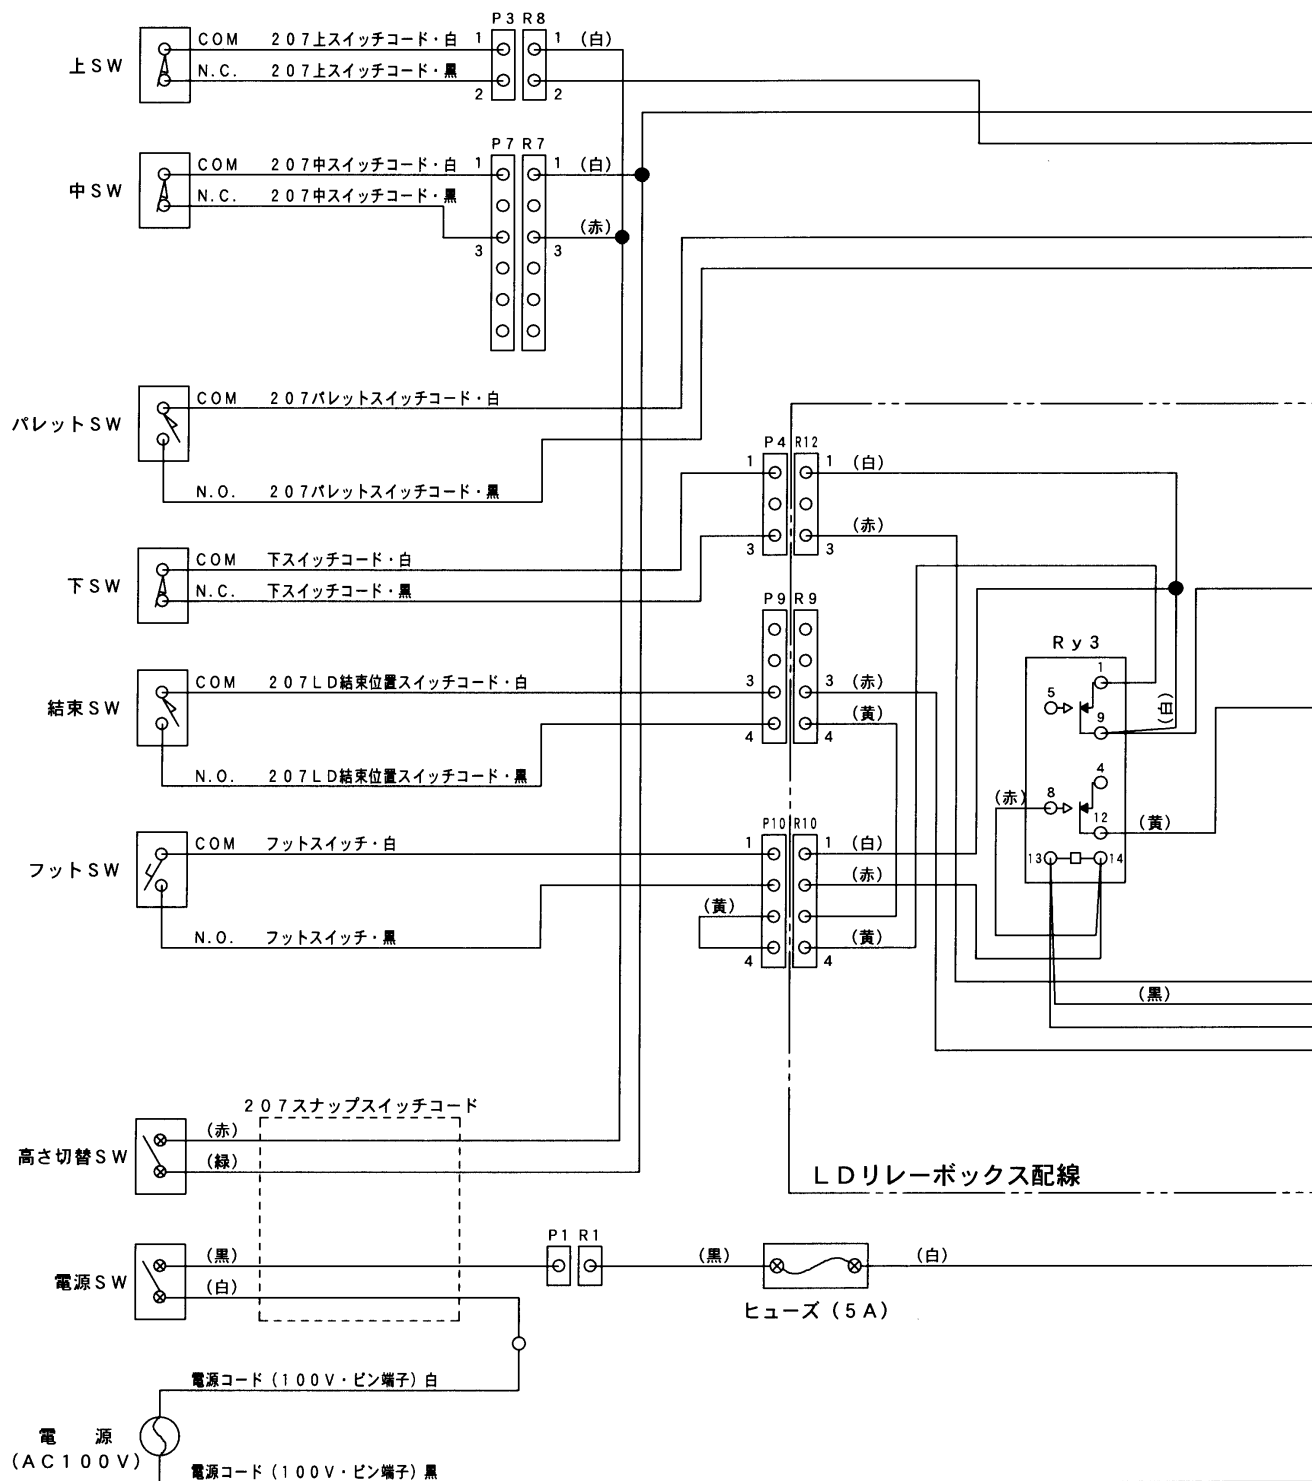 P3 R8
上SW
COM 207上スイッチコード・白 1 1 (白)
N.C. 207上スイッチコード・黒 2 2
P7 R7
中SW
COM 207中スイッチコード・白 1 1 (白)
N.C. 207中スイッチコード・黒
3 3 (赤)
パレットSW
COM 207パレットスイッチコード・白
N.O. 207パレットスイッチコード・黒
P4 R12
1 1 (白)
3 3 (赤)
下SW
COM 下スイッチコード・白
N.C. 下スイッチコード・黒
P9 R9
Ry3
結束SW
COM 207LD結束位置スイッチコード・白
3 3 (赤)
4 4 (黄)
N.O. 207LD結束位置スイッチコード・黒
1
5
9
(白)
4
8
(赤)
12
(黄)
13
14
P10 R10
フットSW
COM フットスイッチ・白
1 1 (白)
(赤)
(黄)
4 4 (黄)
N.O. フットスイッチ・黒
(黒)
207スナップスイッチコード
高さ切替SW
(赤)
(緑)
LDリレーボックス配線
P1 R1
電源SW
(黒)
(白)
(黒)
(白)
ヒューズ(5A)
電源コード(100V・ピン端子)白
電 源
(AC100V)
電源コード(100V・ピン端子)黒